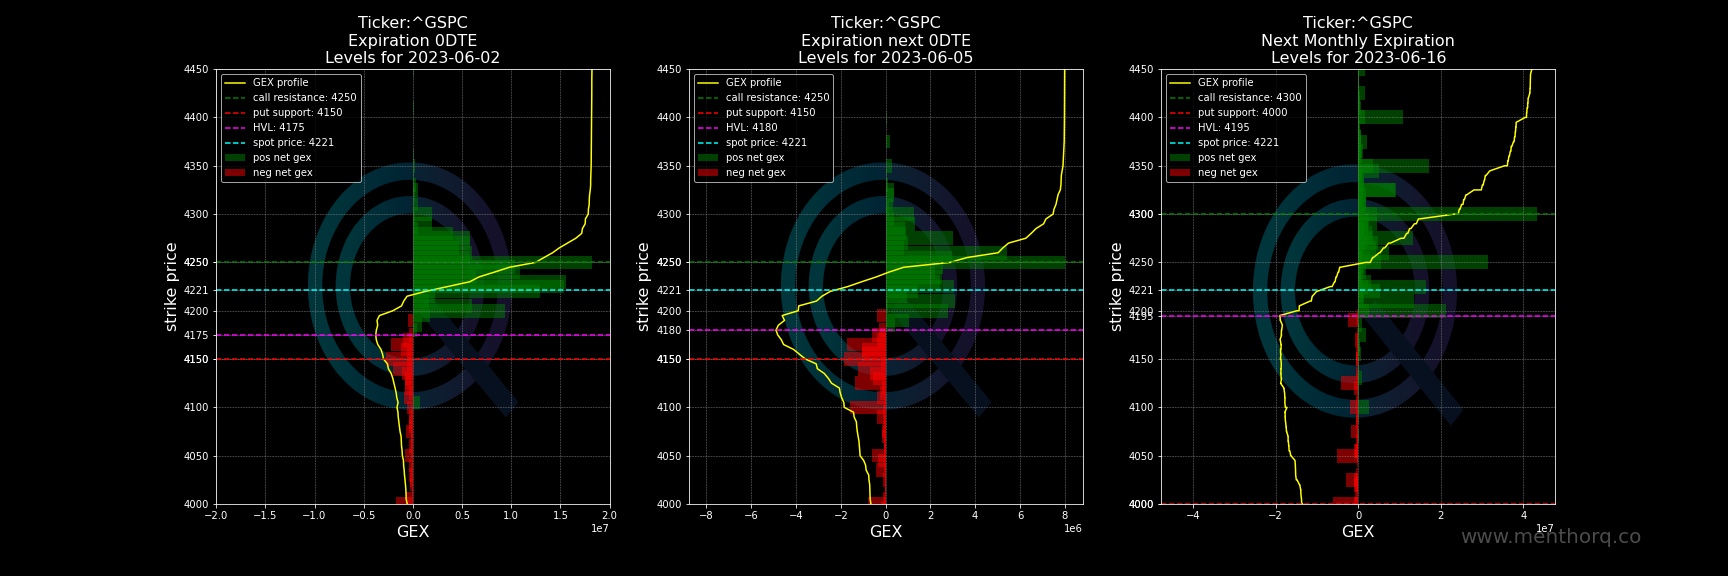 Ticker:^GSPC
Expiration 0DTE
Levels for 2023-06-02
4450
4400
4350
4300
4250
4221
4200
4175
4150
4100
4050
4000
strike price
GEX profile
call resistance: 4250
put support: 4150
HVL: 4175
spot price: 4221
pos net gex
neg net gex
−2.0 −1.5 −1.0 −0.5 0.0 0.5 1.0 1.5 2.0
1e7
GEX
Ticker:^GSPC
Expiration next 0DTE
Levels for 2023-06-05
4450
4400
4350
4300
4250
4221
4200
4180
4150
4100
4050
4000
strike price
GEX profile
call resistance: 4250
put support: 4150
HVL: 4180
spot price: 4221
pos net gex
neg net gex
−8 −6 −4 −2 0 2 4 6 8
1e6
GEX
Ticker:^GSPC
Next Monthly Expiration
Levels for 2023-06-16
4450
4400
4350
4300
4250
4221
4200
4195
4150
4100
4050
4000
strike price
GEX profile
call resistance: 4300
put support: 4000
HVL: 4195
spot price: 4221
pos net gex
neg net gex
−4 −2 0 2 4
1e7
GEX
www.menthorq.co